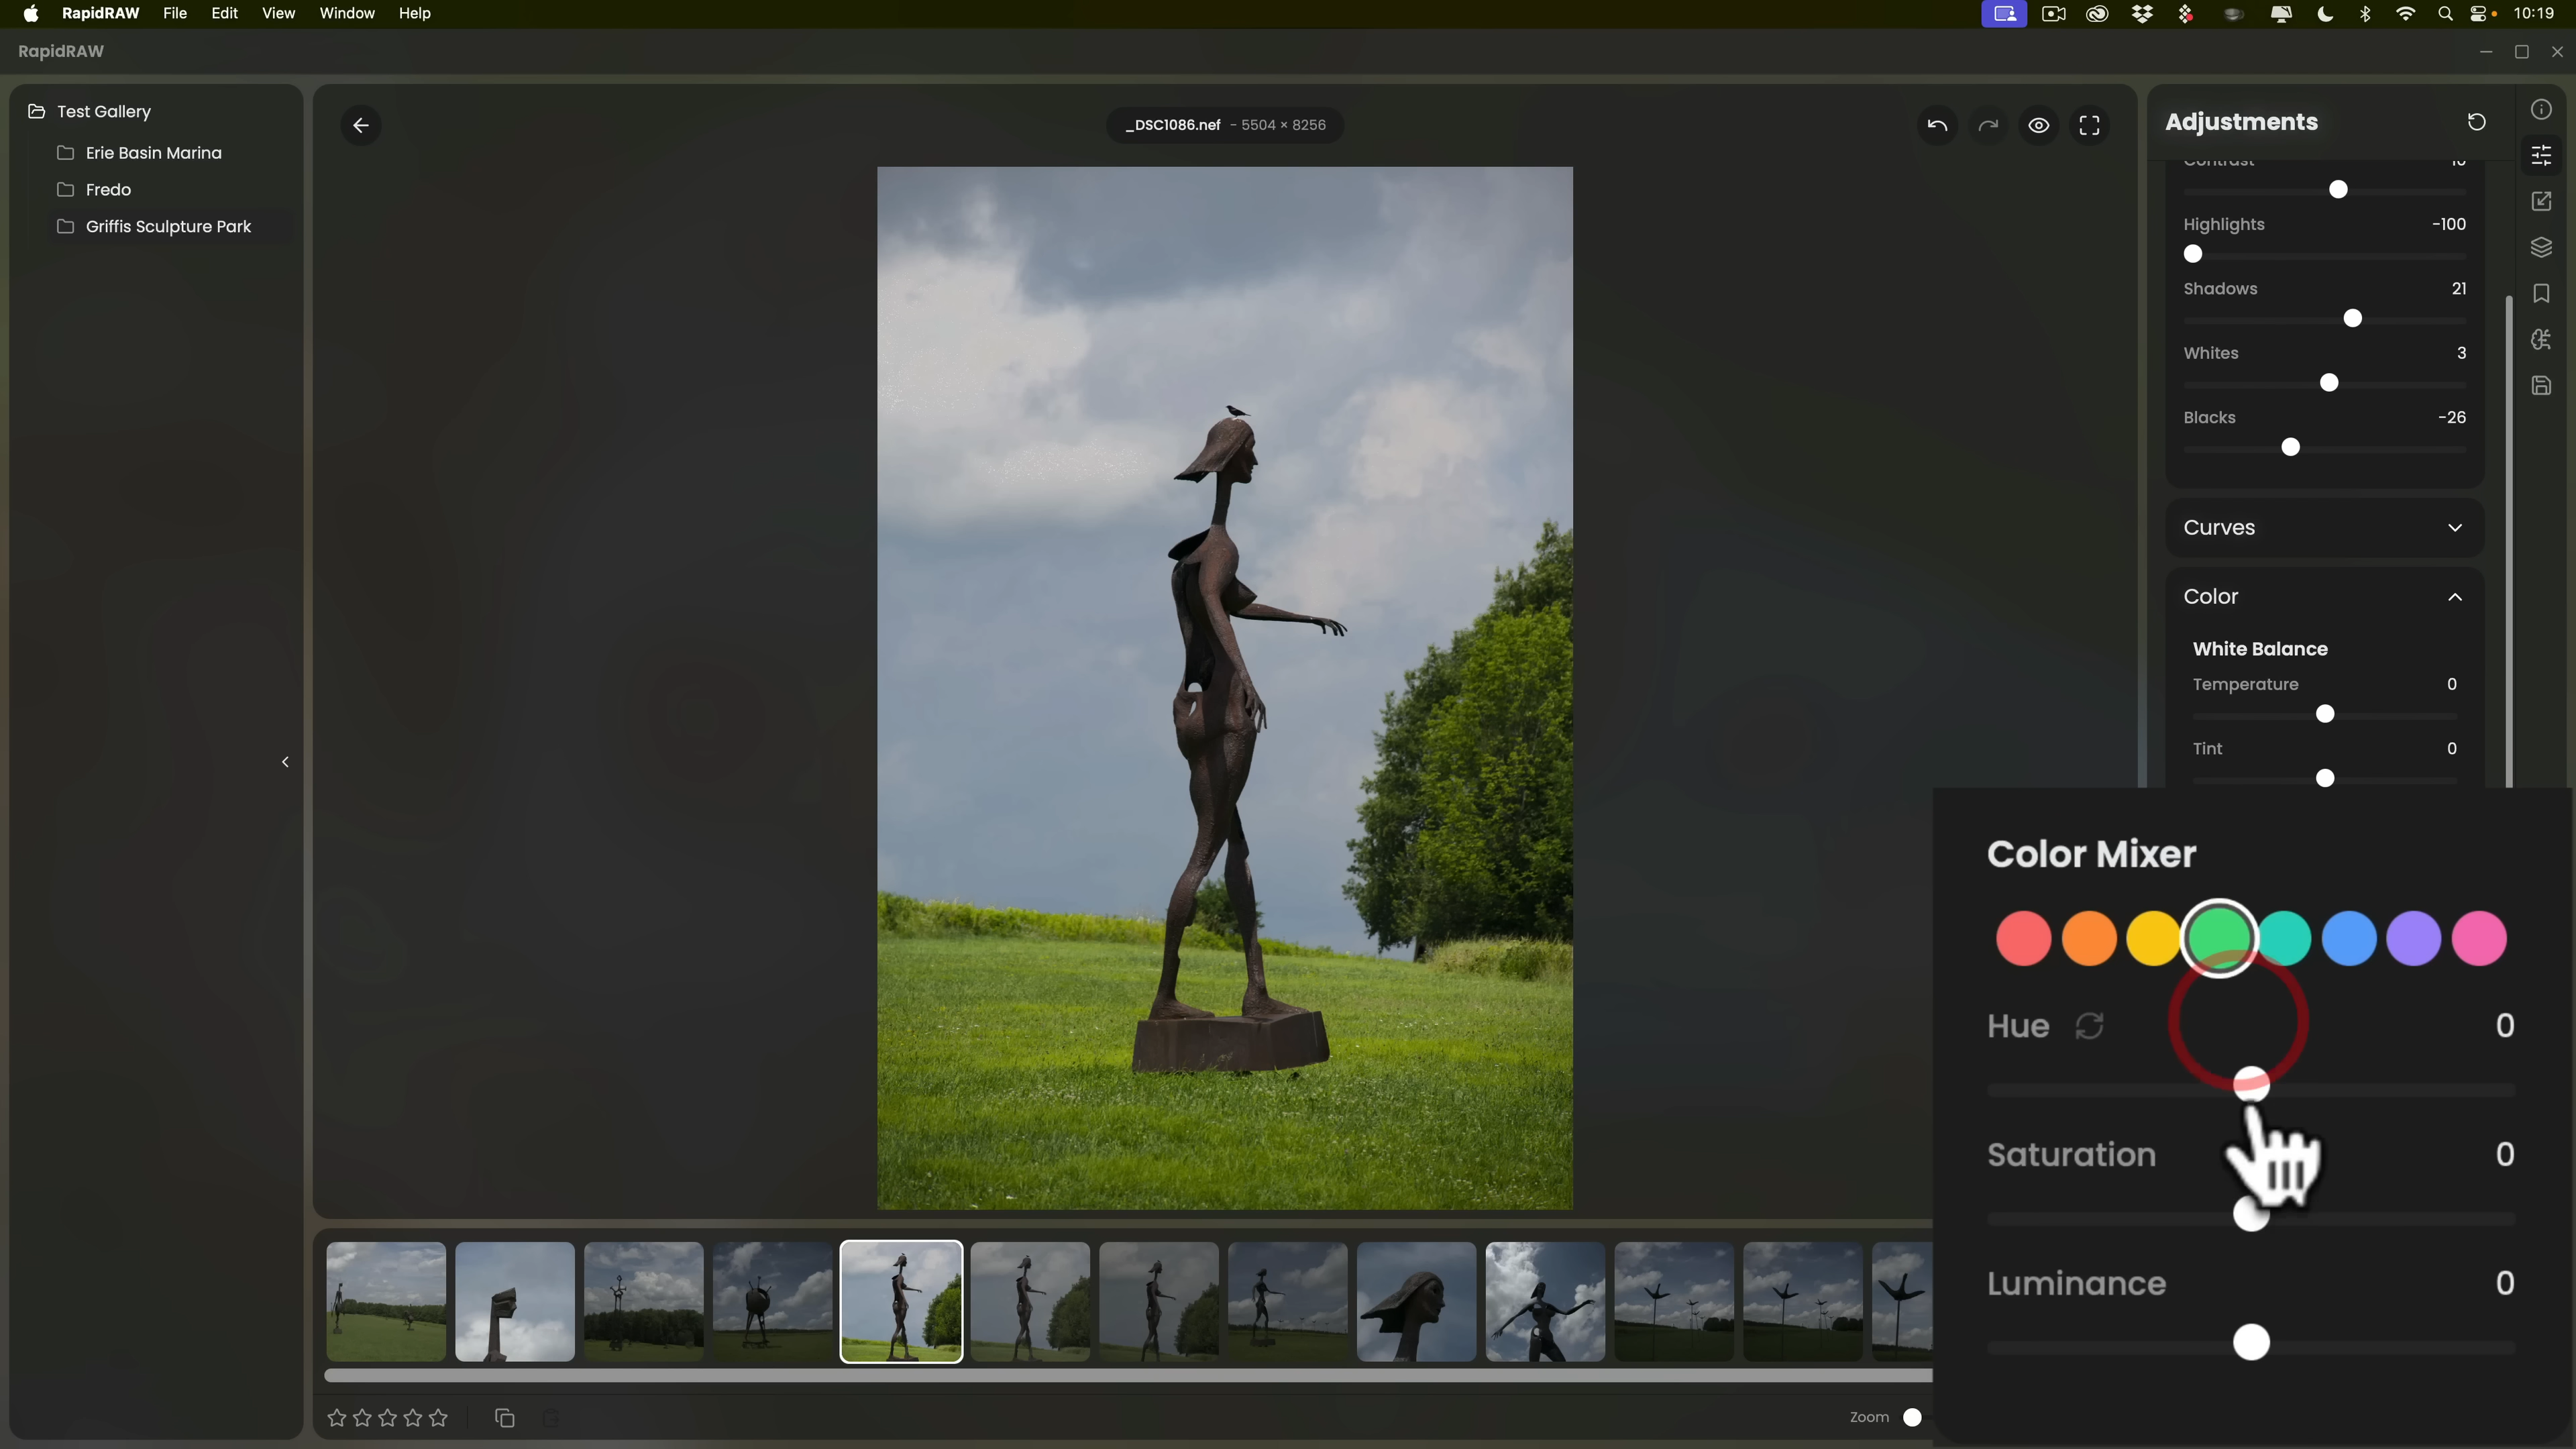 RapidRAW File Edit View Window Help 10:19
RapidRAW
Test Gallery
Erie Basin Marina
Fredo
Griffis Sculpture Park
_DSC1086.nef - 5504 × 8256
Adjustments
Contrast
Highlights -100
Shadows 21
Whites 3
Blacks -26
Curves
Color
White Balance
Temperature 0
Tint 0
Color Mixer
Hue 0
Saturation 0
Luminance 0
Zoom